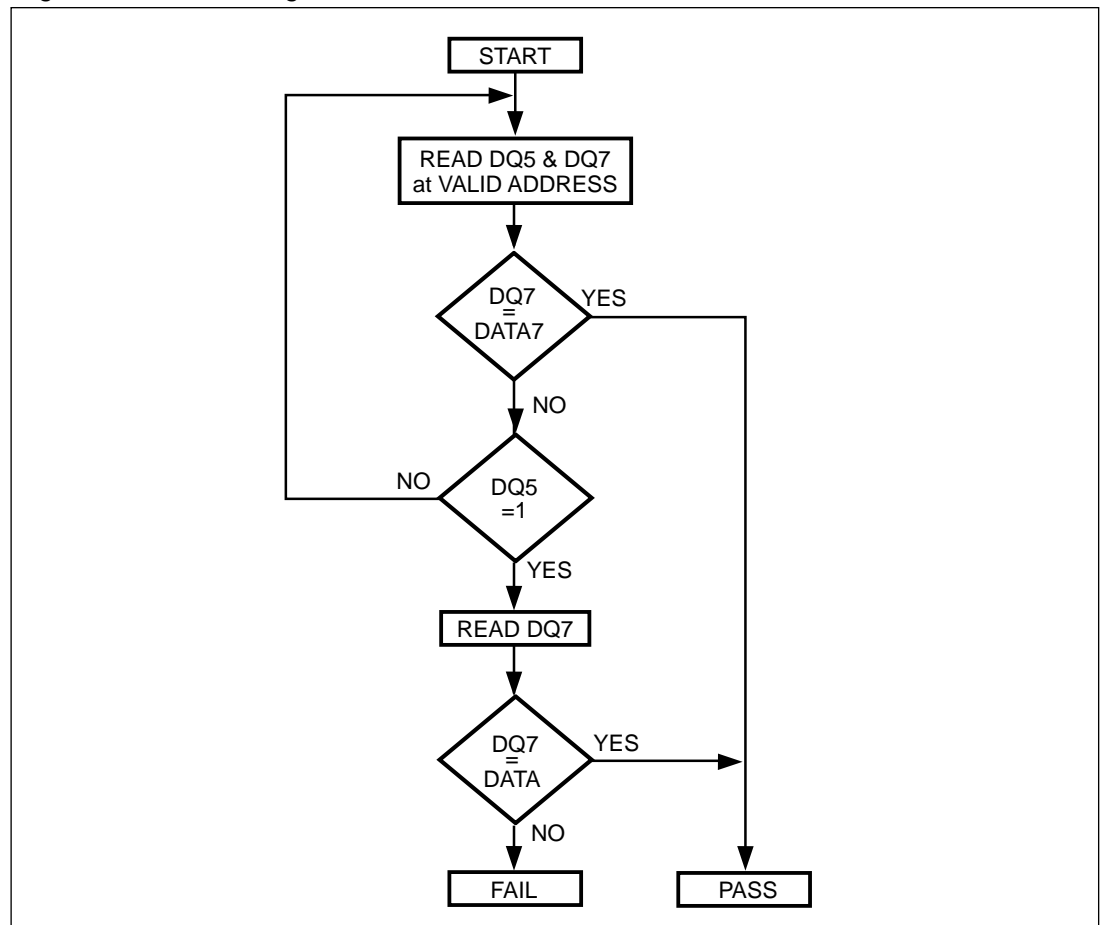 START
READ DQ5 & DQ7
at VALID ADDRESS
DQ7
=
DATA7
YES
NO
DQ5
=1
NO
YES
READ DQ7
DQ7
=
DATA
YES
NO
FAIL
PASS